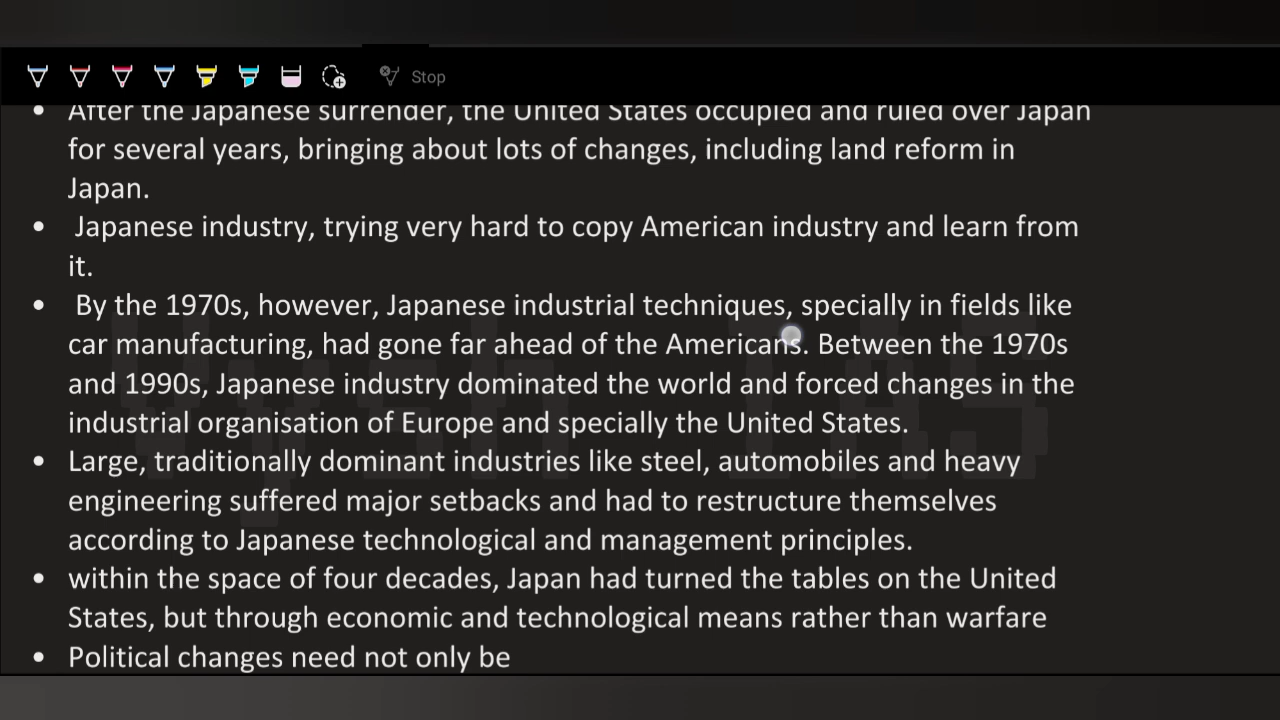 Stop
• After the Japanese surrender, the United States occupied and ruled over Japan
for several years, bringing about lots of changes, including land reform in
Japan.
• Japanese industry, trying very hard to copy American industry and learn from
it.
• By the 1970s, however, Japanese industrial techniques, specially in fields like
car manufacturing, had gone far ahead of the Americans. Between the 1970s
and 1990s, Japanese industry dominated the world and forced changes in the
industrial organisation of Europe and specially the United States.
• Large, traditionally dominant industries like steel, automobiles and heavy
engineering suffered major setbacks and had to restructure themselves
according to Japanese technological and management principles.
• within the space of four decades, Japan had turned the tables on the United
States, but through economic and technological means rather than warfare
• Political changes need not only be